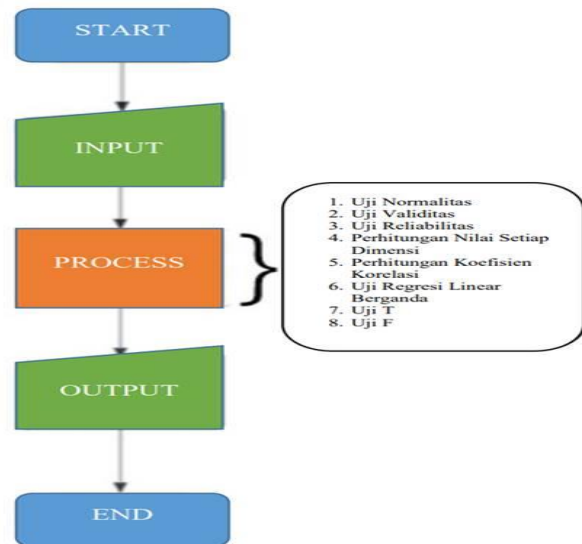 START
INPUT
PROCESS
1. Uji Normalitas
2. Uji Validitas
3. Uji Reliabilitas
4. Perhitungan Nilai Setiap
Dimensi
5. Perhitungan Koefisien
Korelasi
6. Uji Regresi Linear
Berganda
7. Uji T
8. Uji F
OUTPUT
END